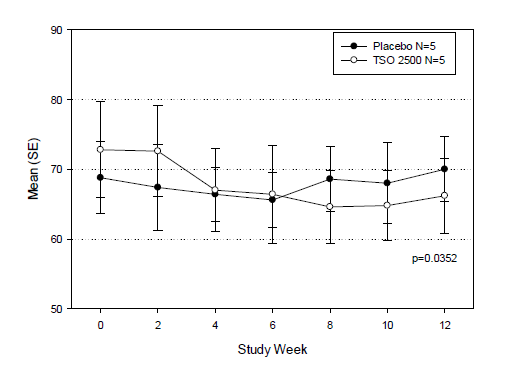 90
80
70
60
50
Mean (SE)
Placebo N=5
TSO 2500 N=5
p=0.0352
0 2 4 6 8 10 12
Study Week